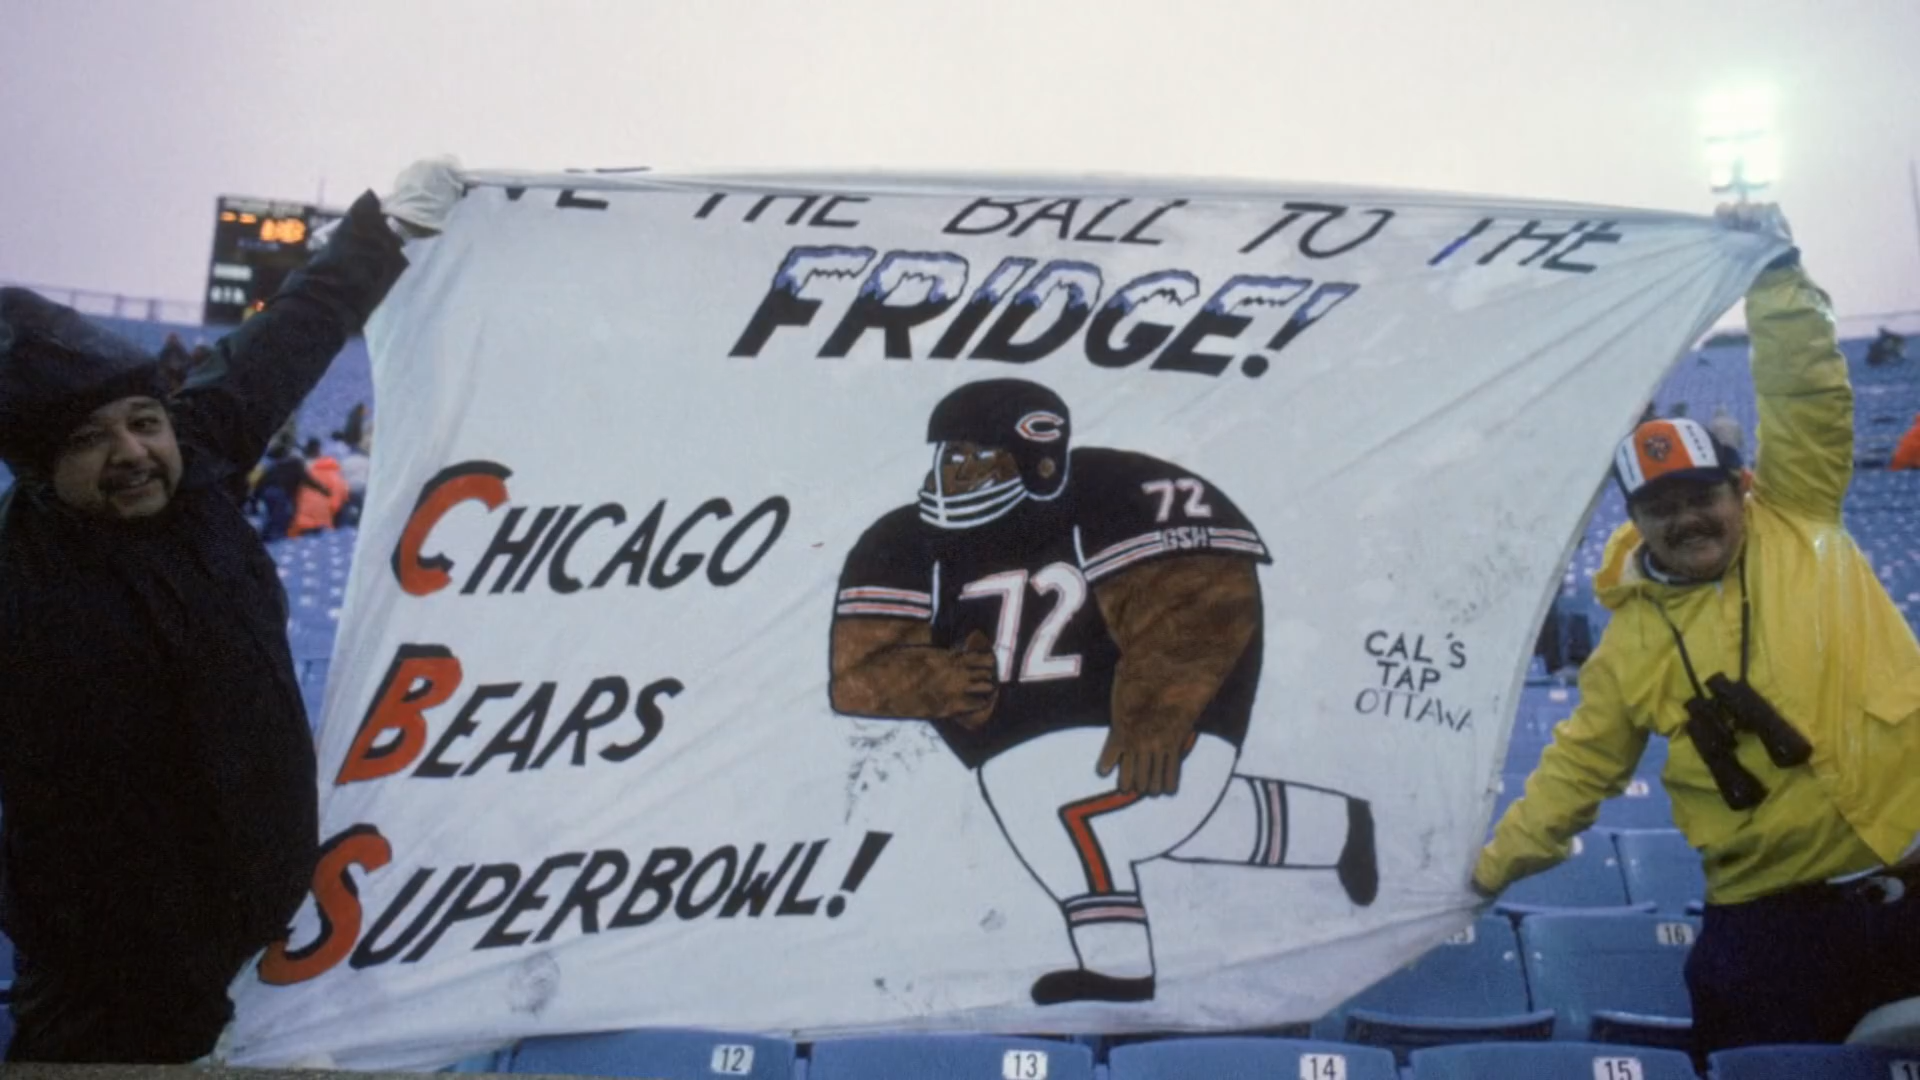 THE BALL TO THE
FRIDGE!
CHICAGO
BEARS
SUPERBOWL!
C
72
GSH
72
CAL'S
TAP
OTTAWA
16
12
13
14
15